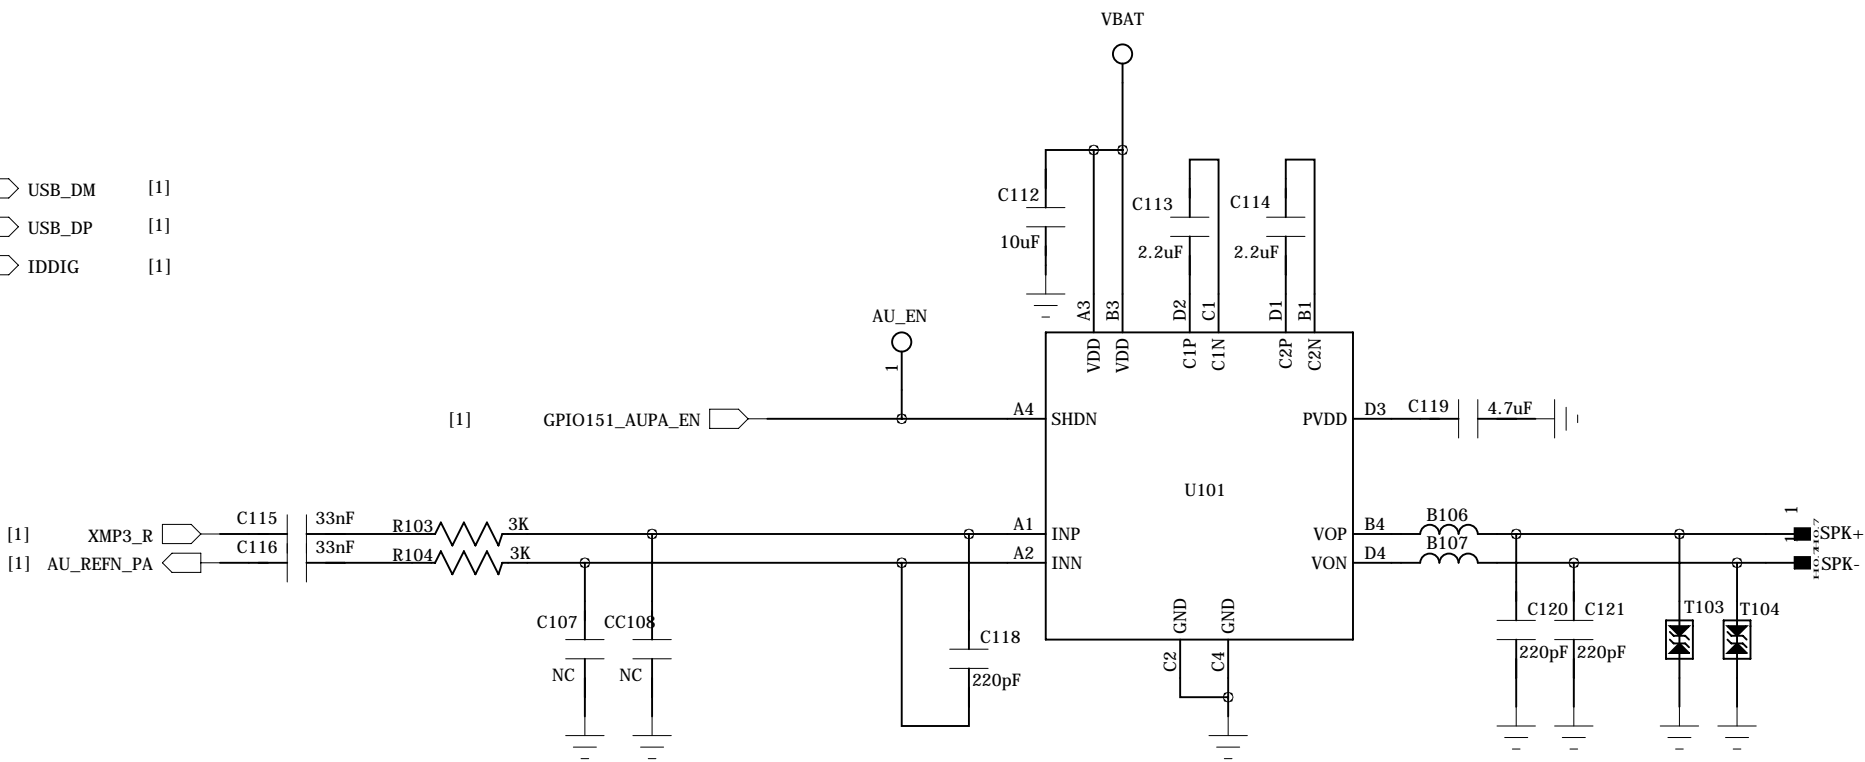 VBAT
USB_DM [1]
USB_DP [1]
IDDIG [1]
C112
10uF
C113
2.2uF
C114
2.2uF
A3
B3
D2
C1
D1
B1
VDD
VDD
C1P
C1N
C2P
C2N
AU_EN
1
[1] GPIO151_AUPA_EN
A4
SHDN
PVDD
D3
C119
4.7uF
U101
[1] XMP3_R
C115
33nF
R103
3K
A1
INP
[1] AU_REFN_PA
C116
33nF
R104
3K
A2
INN
VOP
B4
B106
1
SPK+
VON
D4
B107
1
SPK-
C107
NC
CC108
NC
C118
220pF
GND
GND
C2
C4
C120
220pF
C121
220pF
T103
T104